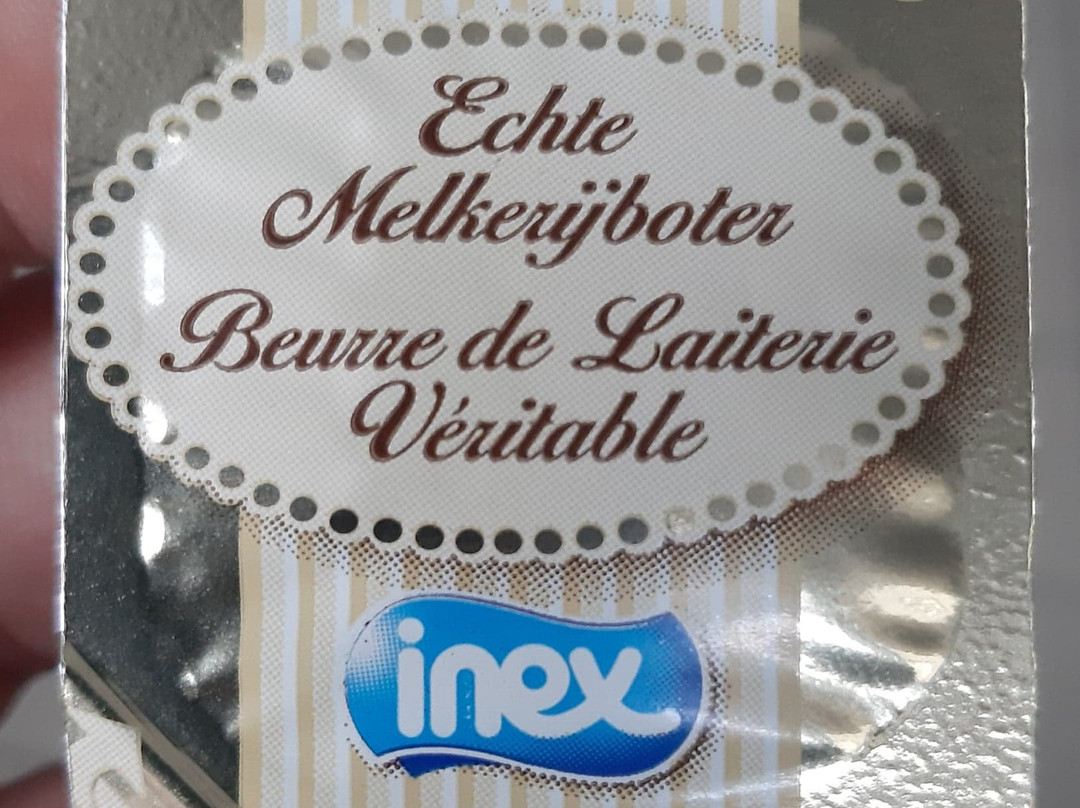 Echte
Melkerijboter
Beurre de Laiterie
Véritable
inex